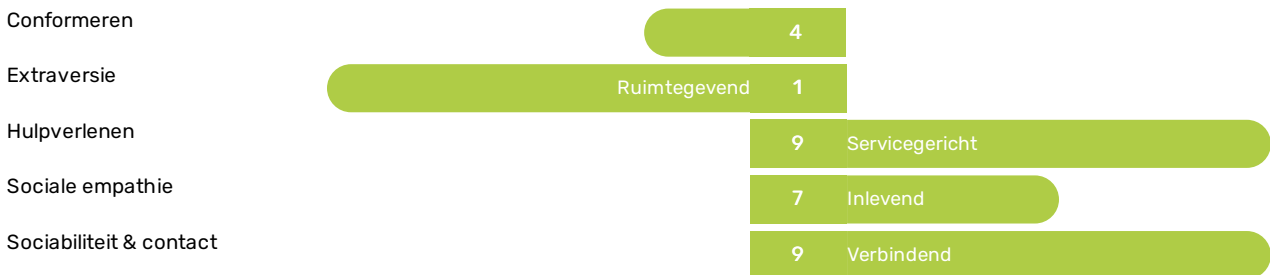 Conformeren 4
Extraversie Ruimtegevend 1
Hulpverlenen 9 Servicegericht
Sociale empathie 7 Inlevend
Sociabiliteit & contact 9 Verbindend